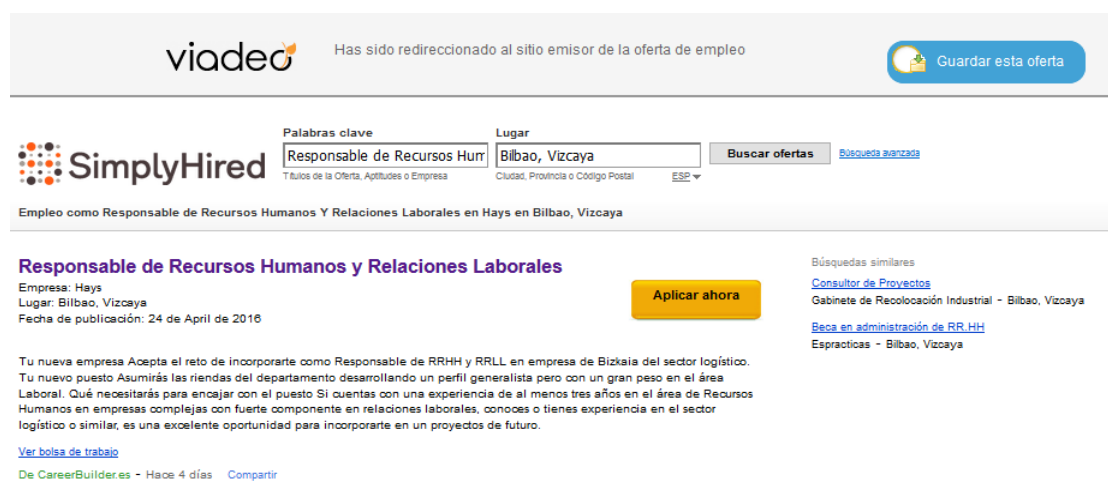 viadeo
Has sido redireccionado al sitio emisor de la oferta de empleo
Guardar esta oferta
SimplyHired
Palabras clave
Lugar
Responsable de Recursos Hum
Bilbao, Vizcaya
Buscar ofertas
Búsqueda avanzada
Títulos de la Oferta, Aptitudes o Empresa
Ciudad, Provincia o Código Postal
ESP
Empleo como Responsable de Recursos Humanos Y Relaciones Laborales en Hays en Bilbao, Vizcaya
Responsable de Recursos Humanos y Relaciones Laborales
Empresa: Hays
Lugar: Bilbao, Vizcaya
Fecha de publicación: 24 de April de 2016
Aplicar ahora
Tu nueva empresa Acepta el reto de incorporarte como Responsable de RRHH y RRLL en empresa de Bizkaia del sector logístico.
Tu nuevo puesto Asumirás las riendas del departamento desarrollando un perfil generalista pero con un gran peso en el área
Laboral. Qué necesitarás para encajar con el puesto Si cuentas con una experiencia de al menos tres años en el área de Recursos
Humanos en empresas complejas con fuerte componente en relaciones laborales, conoces o tienes experiencia en el sector
logístico o similar, es una excelente oportunidad para incorporarte en un proyectos de futuro.
Ver bolsa de trabajo
De CareerBuilder.es - Hace 4 días Compartir
Búsquedas similares
Consultor de Proyectos
Gabinete de Recolocación Industrial - Bilbao, Vizcaya
Beca en administración de RR.HH
Espracticas - Bilbao, Vizcaya